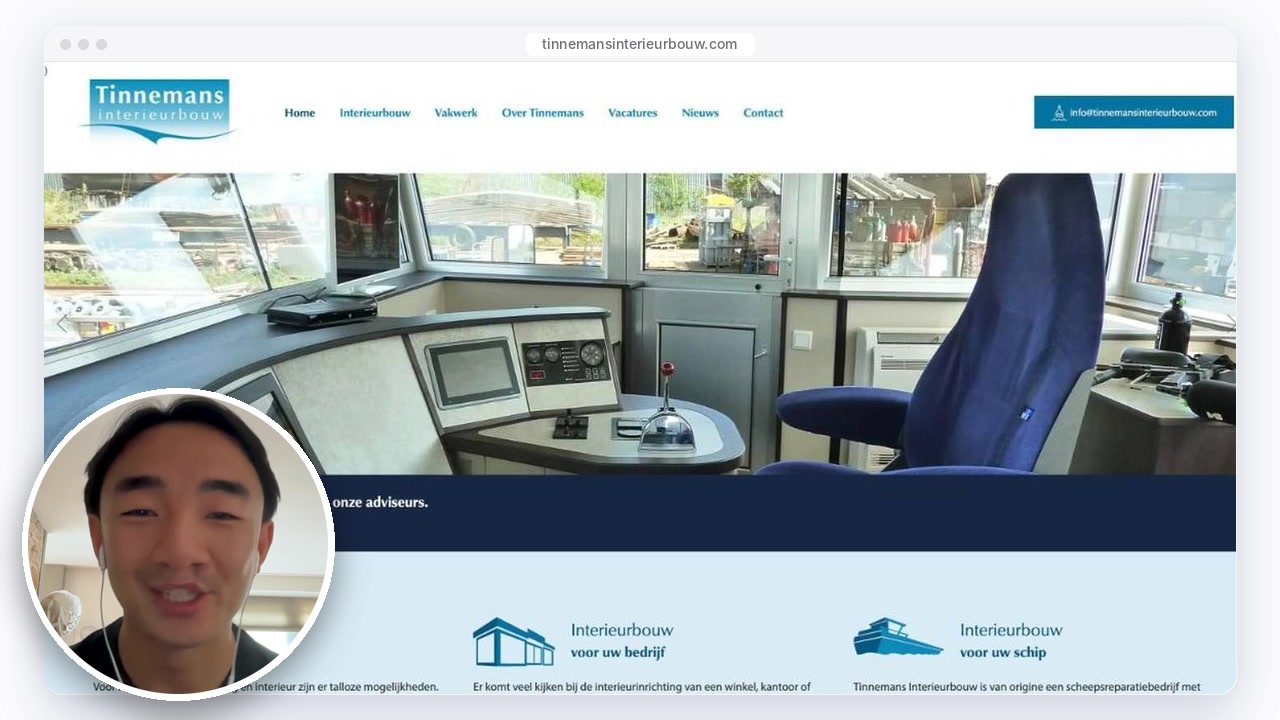 tinnemansinterieurbouw.com
Tinnemans
interieurbouw
Home Interieurbouw Vakwerk Over Tinnemans Vacatures Nieuws Contact
info@tinnemansinterieurbouw.com
onze adviseurs.
Interieurbouw
voor uw bedrijf
Interieurbouw
voor uw schip
en interieur zijn er talloze mogelijkheden.
Er komt veel kijken bij de interieurinrichting van een winkel, kantoor of
Tinnemans Interieurbouw is van origine een scheepsreparatiebedrijf met